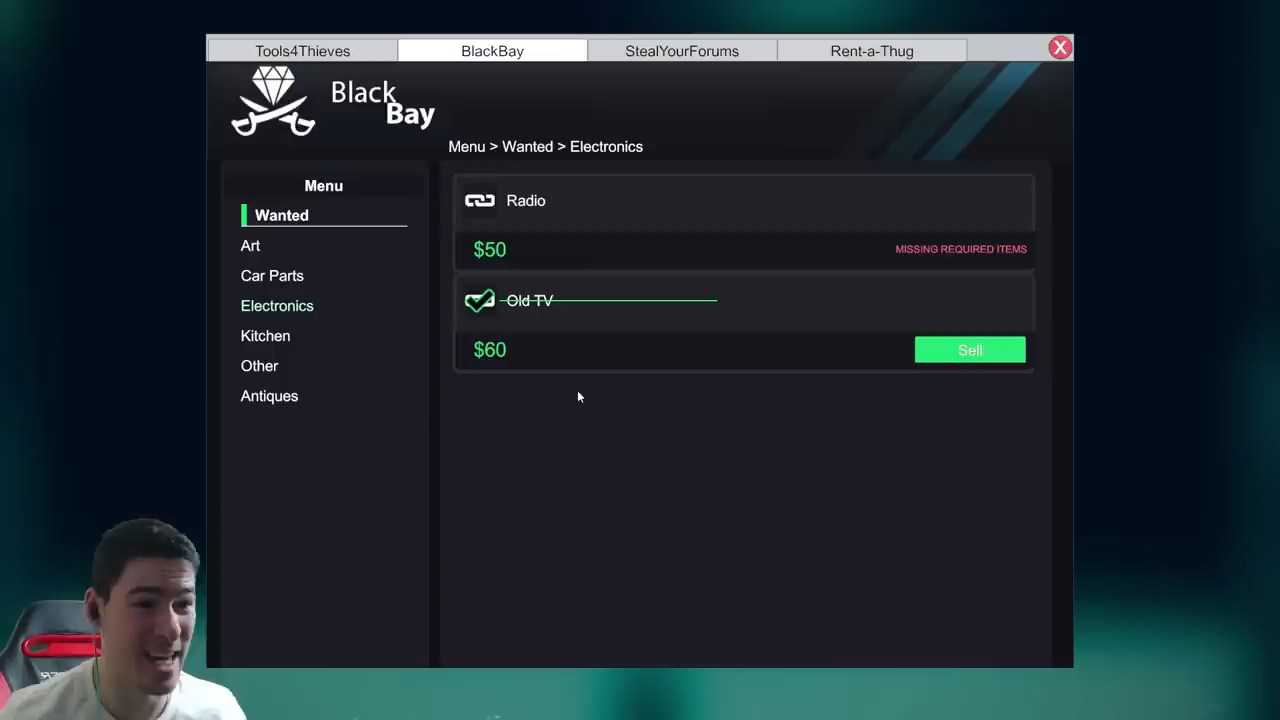 Tools4Thieves
BlackBay
StealYourForums
Rent-a-Thug
X
Black
Bay
Menu > Wanted > Electronics
Menu
Wanted
Art
Car Parts
Electronics
Kitchen
Other
Antiques
Radio
$50
MISSING REQUIRED ITEMS
Old TV
$60
Sell